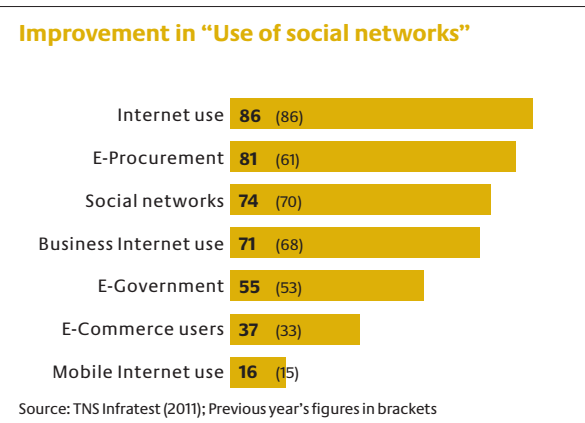 Improvement in “Use of social networks”
Internet use 86 (86)
E-Procurement 81 (61)
Social networks 74 (70)
Business Internet use 71 (68)
E-Government 55 (53)
E-Commerce users 37 (33)
Mobile Internet use 16 (15)
Source: TNS Infratest (2011); Previous year’s figures in brackets